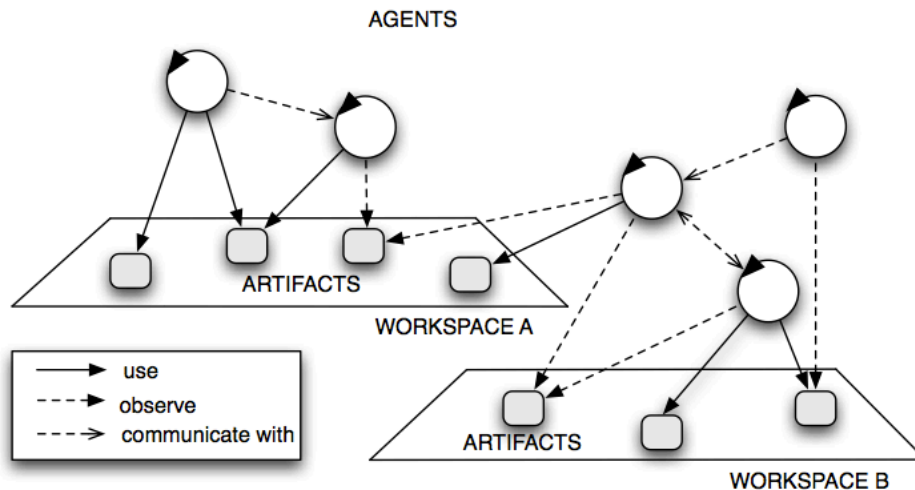 AGENTS
ARTIFACTS
WORKSPACE A
use
observe
communicate with
ARTIFACTS
WORKSPACE B